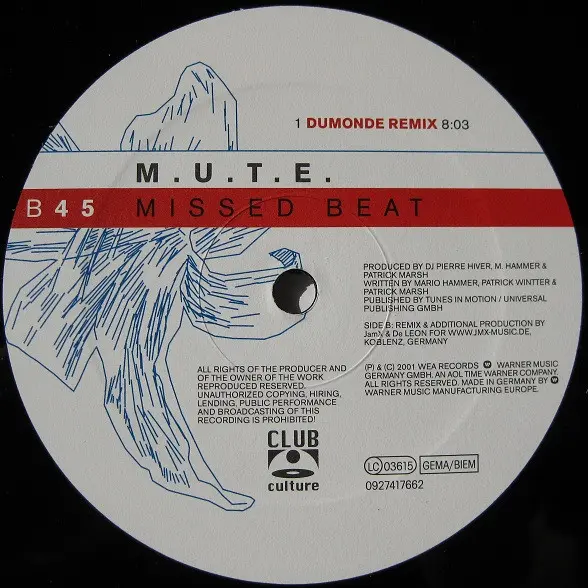 1 DUMONDE REMIX 8:03
M.U.T.E.
B 45 MISSED BEAT
PRODUCED BY DJ PIERRE HIVER, M. HAMMER &
PATRICK MARSH
WRITTEN BY MARIO HAMMER, PATRICK WINTTER &
PATRICK MARSH
PUBLISHED BY TUNES IN MOTION / UNIVERSAL
PUBLISHING GMBH
SIDE B: REMIX & ADDITIONAL PRODUCTION BY
JamX & De LEON FOR WWW.JMX-MUSIC.DE,
KOBLENZ, GERMANY
ALL RIGHTS OF THE PRODUCER AND
OF THE OWNER OF THE WORK
REPRODUCED RESERVED.
UNAUTHORIZED COPYING, HIRING,
LENDING, PUBLIC PERFORMANCE
AND BROADCASTING OF THIS
RECORDING IS PROHIBITED!
(P) & (C) 2001 WEA RECORDS WARNER MUSIC
GERMANY GMBH. AN AOL TIME WARNER COMPANY.
ALL RIGHTS RESERVED. MADE IN GERMANY BY
WARNER MUSIC MANUFACTURING EUROPE.
CLUB
culture
LC 03615 GEMA/BIEM
0927417662